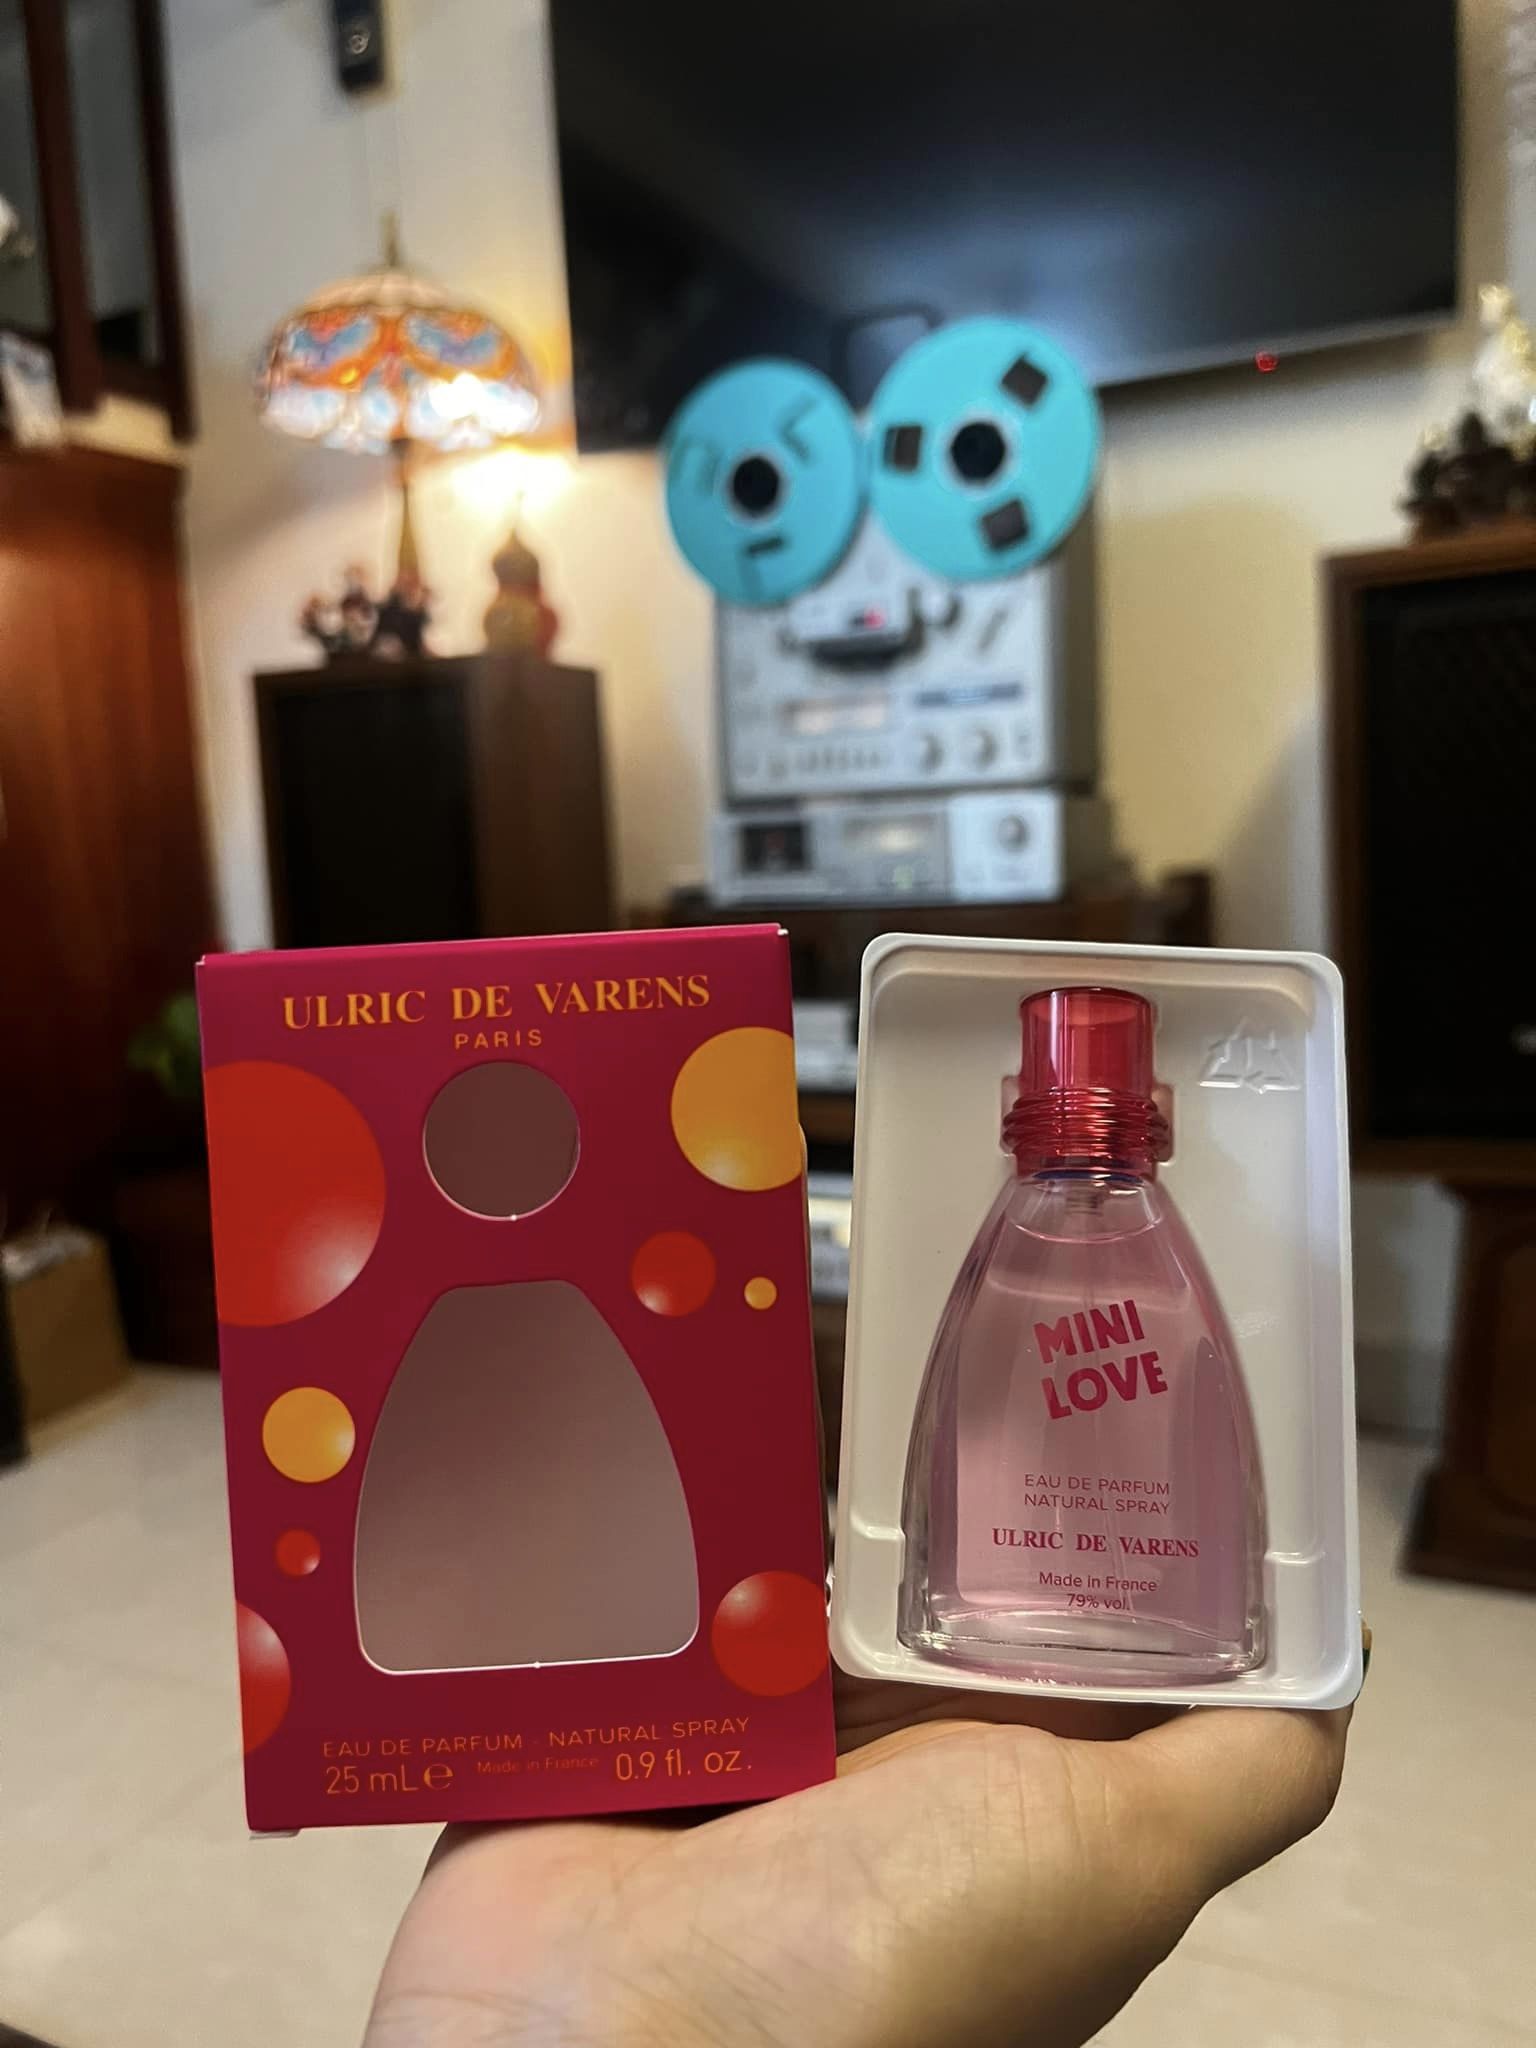 ULRIC DE VARENS
PARIS
EAU DE PARFUM - NATURAL SPRAY
25 mL ℮ Made in France 0.9 fl. oz.
MINI
LOVE
EAU DE PARFUM
NATURAL SPRAY
ULRIC DE VARENS
Made in France
79% vol.